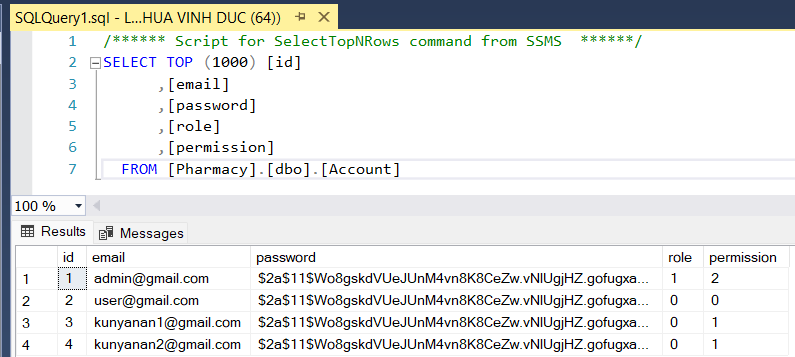 SQLQuery1.sql - L...HUA VINH DUC (64))
1 /****** Script for SelectTopNRows command from SSMS ******/
2 SELECT TOP (1000) [id]
3 ,[email]
4 ,[password]
5 ,[role]
6 ,[permission]
7 FROM [Pharmacy].[dbo].[Account]
100 %
Results Messages
id email password role permission
1 1 admin@gmail.com $2a$11$Wo8gskdVUeJUnM4vn8K8CeZw.vNlUgjHZ.gofugxa... 1 2
2 2 user@gmail.com $2a$11$Wo8gskdVUeJUnM4vn8K8CeZw.vNlUgjHZ.gofugxa... 0 0
3 3 kunyanan1@gmail.com $2a$11$Wo8gskdVUeJUnM4vn8K8CeZw.vNlUgjHZ.gofugxa... 0 1
4 4 kunyanan2@gmail.com $2a$11$Wo8gskdVUeJUnM4vn8K8CeZw.vNlUgjHZ.gofugxa... 0 1